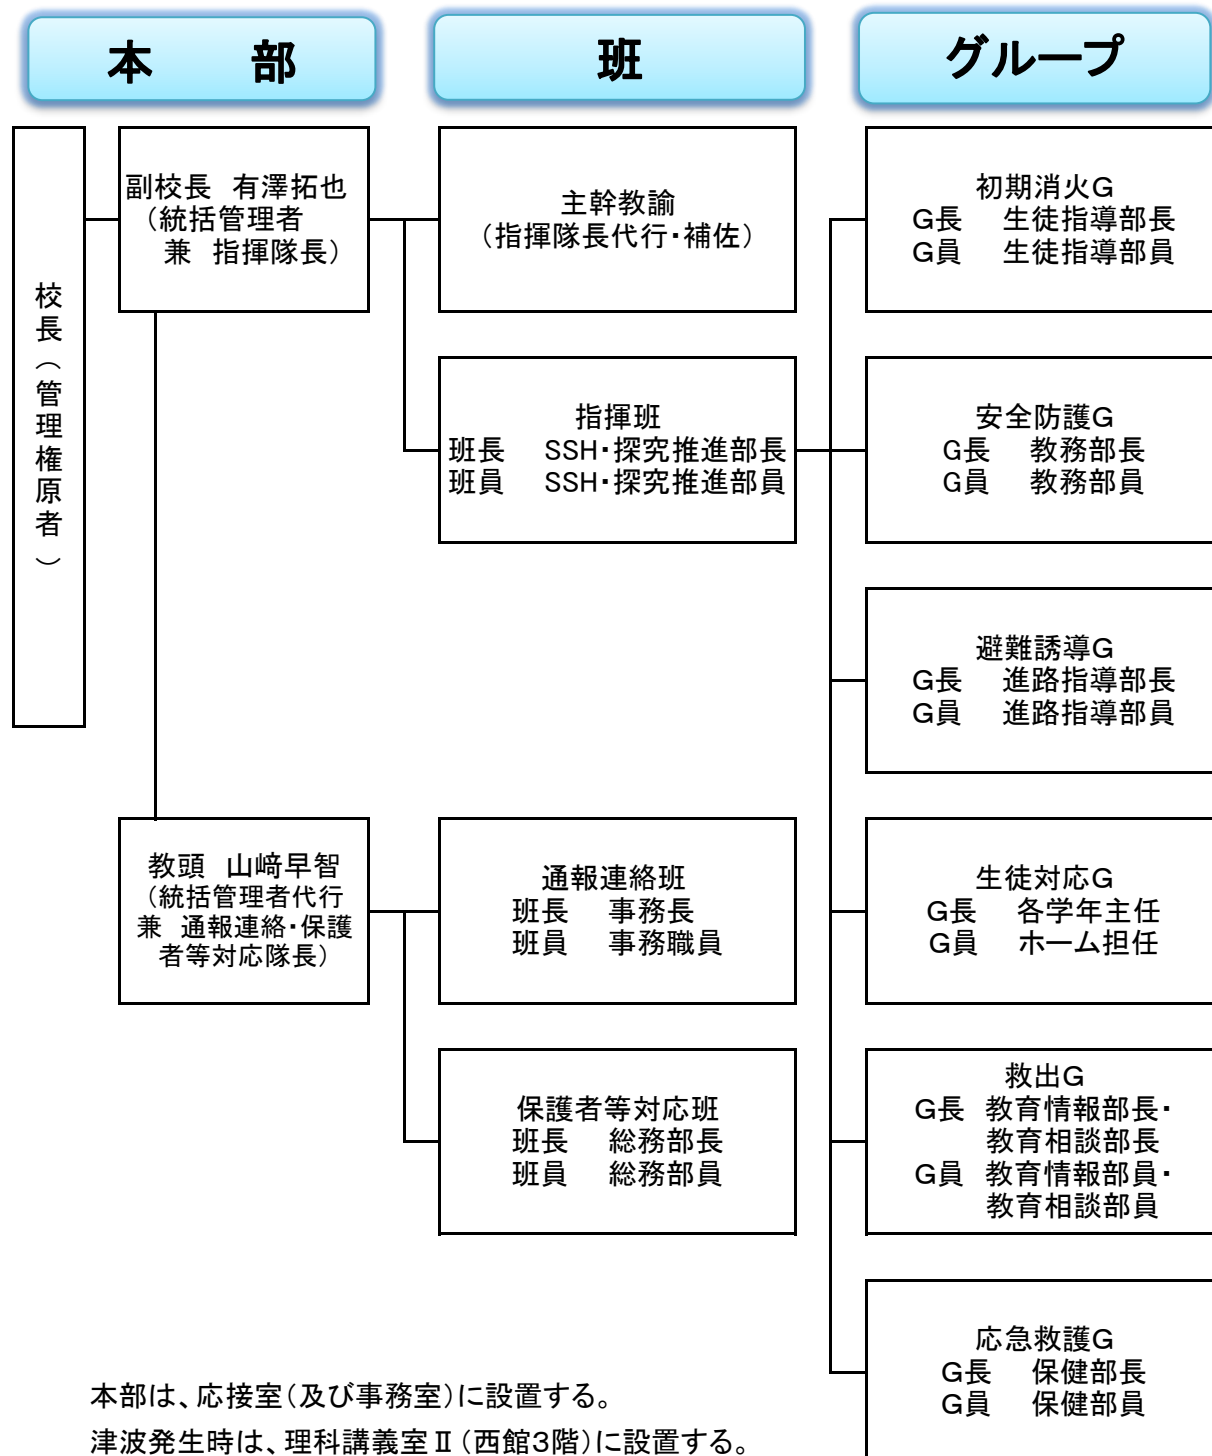 本　部
班
グループ
校長（管理権原者）
副校長　有澤拓也
（統括管理者
兼　指揮隊長）
主幹教諭
（指揮隊長代行・補佐）
初期消火G
G長　生徒指導部長
G員　生徒指導部員
指揮班
班長　SSH・探究推進部長
班員　SSH・探究推進部員
安全防護G
G長　教務部長
G員　教務部員
避難誘導G
G長　進路指導部長
G員　進路指導部員
教頭　山﨑早智
（統括管理者代行
兼　通報連絡・保護
者等対応隊長）
通報連絡班
班長　事務長
班員　事務職員
生徒対応G
G長　各学年主任
G員　ホーム担任
保護者等対応班
班長　総務部長
班員　総務部員
救出G
G長　教育情報部長・
教育相談部長
G員　教育情報部員・
教育相談部員
応急救護G
G長　保健部長
G員　保健部員
本部は、応接室（及び事務室）に設置する。
津波発生時は、理科講義室Ⅱ（西館3階）に設置する。